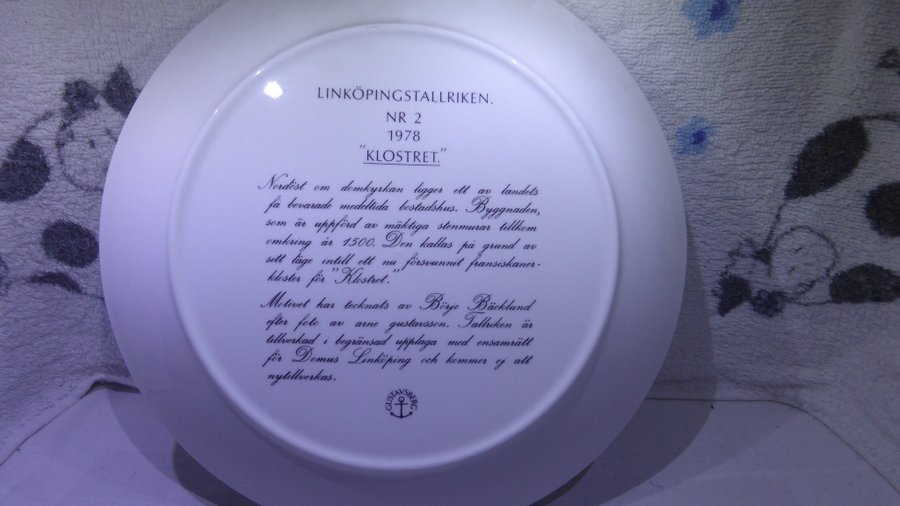 LINKÖPINGSTALLRIKEN.
NR 2
1978
"KLOSTRET."
Nordöst om domkyrkan ligger ett av landets
få bevarade medeltida bostadshus. Byggnaden,
som är uppförd av mäktiga stenmurar tillkom
omkring år 1500. Den kallas på grund av
sitt läge intill ett nu försvunnit fransiskaner-
kloster för "Klostret."
Motivet har tecknats av Börje Bäcklund
efter foto av arne gustavsson. Tallriken är
tillverkad i begränsad upplaga med ensamrätt
för Domus Linköping och kommer ej att
nytillverkas.
GUSTAVSBERG